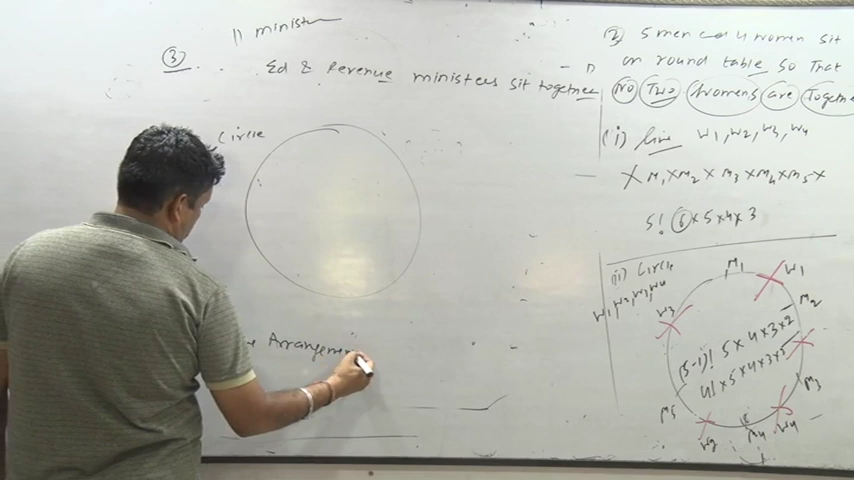 11 minister
(3)
Ed & Revenue ministers sit together
Circle
Arrangemen
(2) 5 men and 4 women sit
on round table so that
No Two Womens are Togethe
(i) line W1, W2, W3, W4
× M1 × M2 × M3 × M4 × M5 ×
5! 6×5×4×3
(ii) Circle
W1, W2, W3, W4
M1
W1
M2
W3
(5-1)! 5×4×3×2
4! × 5×4×3×
M3
M5
W4
M4
W2